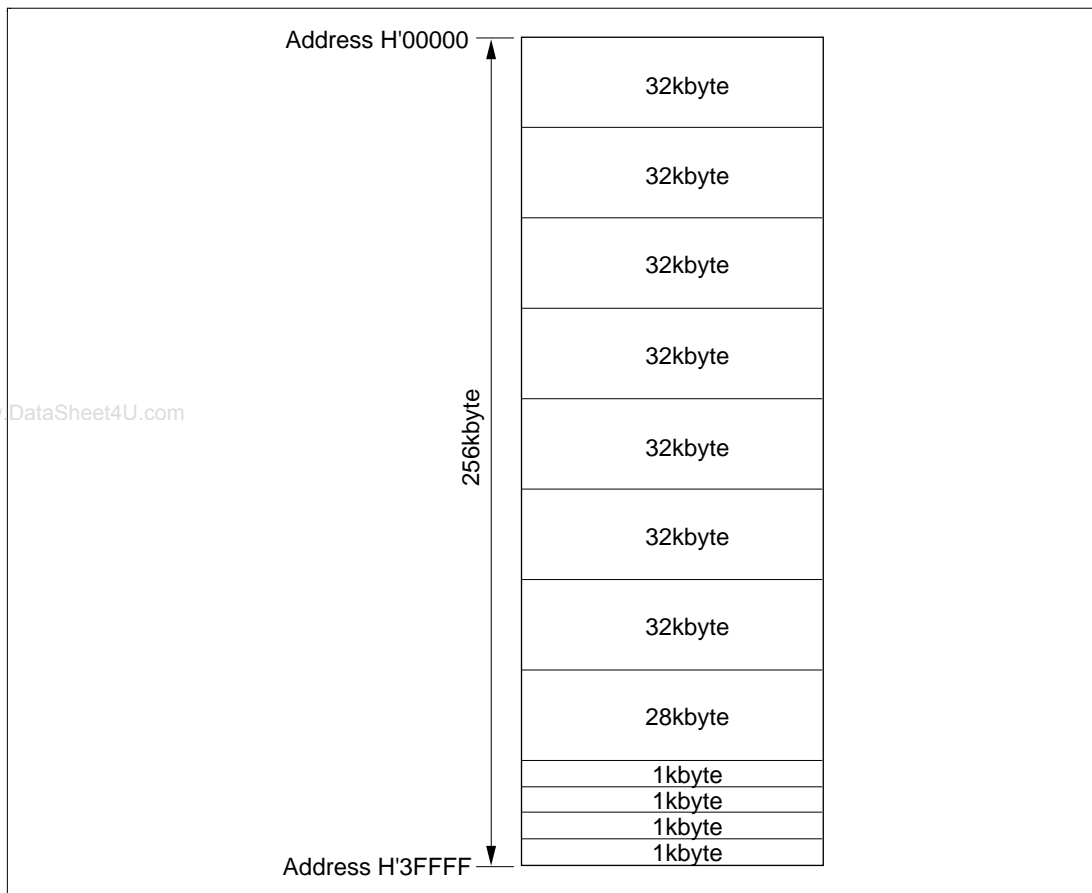 Address H'00000
32kbyte
32kbyte
32kbyte
32kbyte
.DataSheet4U.com
256kbyte
32kbyte
32kbyte
32kbyte
28kbyte
1kbyte
1kbyte
1kbyte
1kbyte
Address H'3FFFF